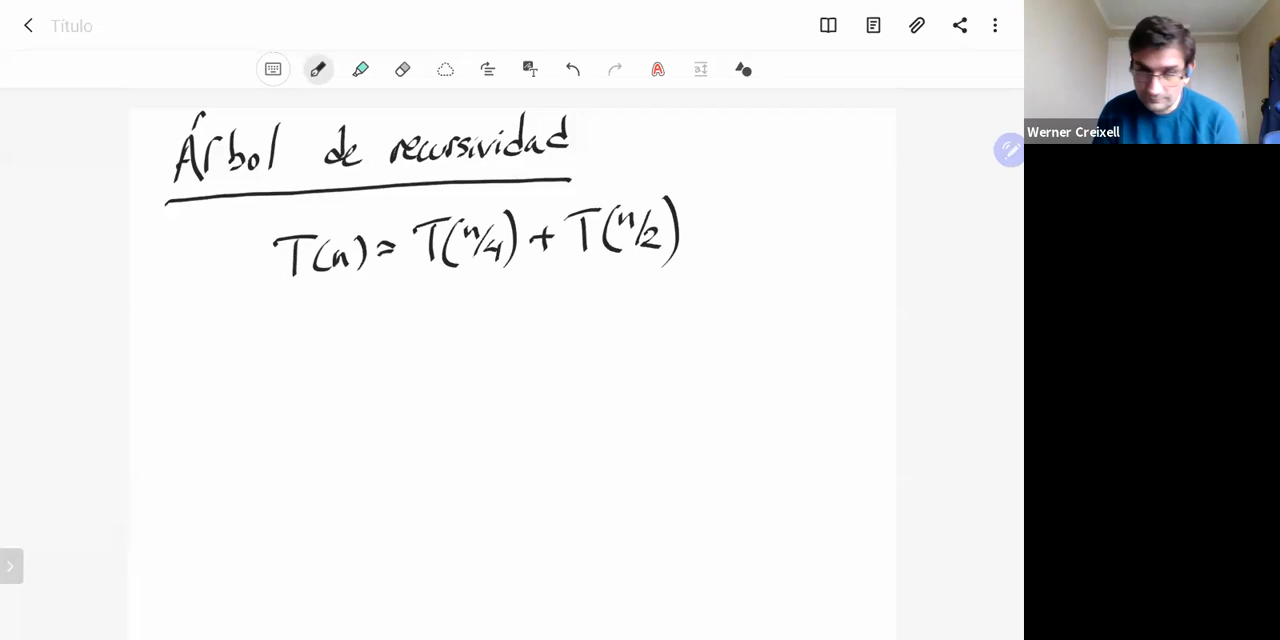 Título
Werner Creixell
Árbol de recursividad
T(n) = T(n/4) + T(n/2)